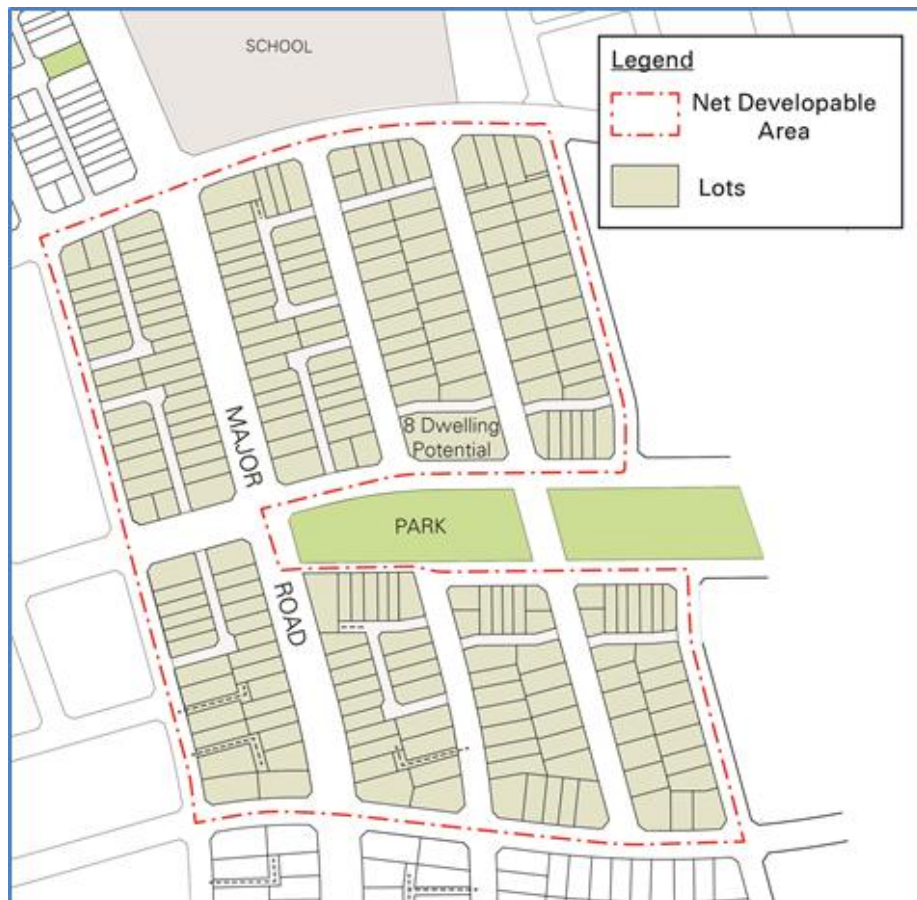 SCHOOL
Legend
Net Developable
Area
Lots
MAJOR
8 Dwelling
Potential
PARK
ROAD